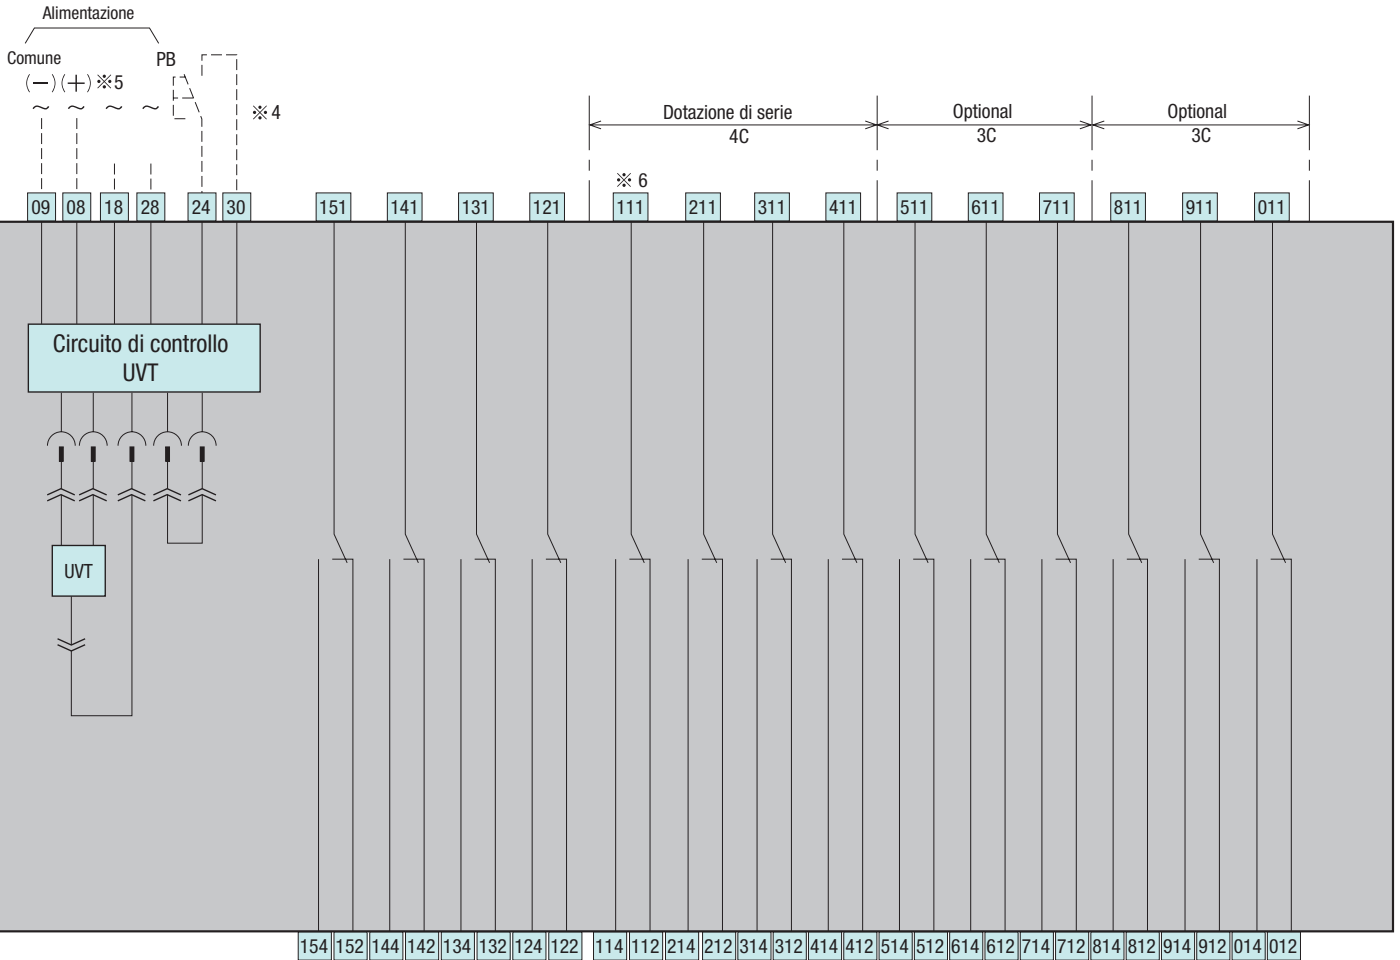 Alimentazione
Comune PB
(−) (+) ※5
~ ~ ~ ~
※4
Dotazione di serie Optional Optional
4C 3C 3C
※ 6
09 08 18 28 24 30 151 141 131 121 111 211 311 411 511 611 711 811 911 011
Circuito di controllo
UVT
UVT
154 152 144 142 134 132 124 122 114 112 214 212 314 312 414 412 514 512 614 612 714 712 814 812 914 912 014 012